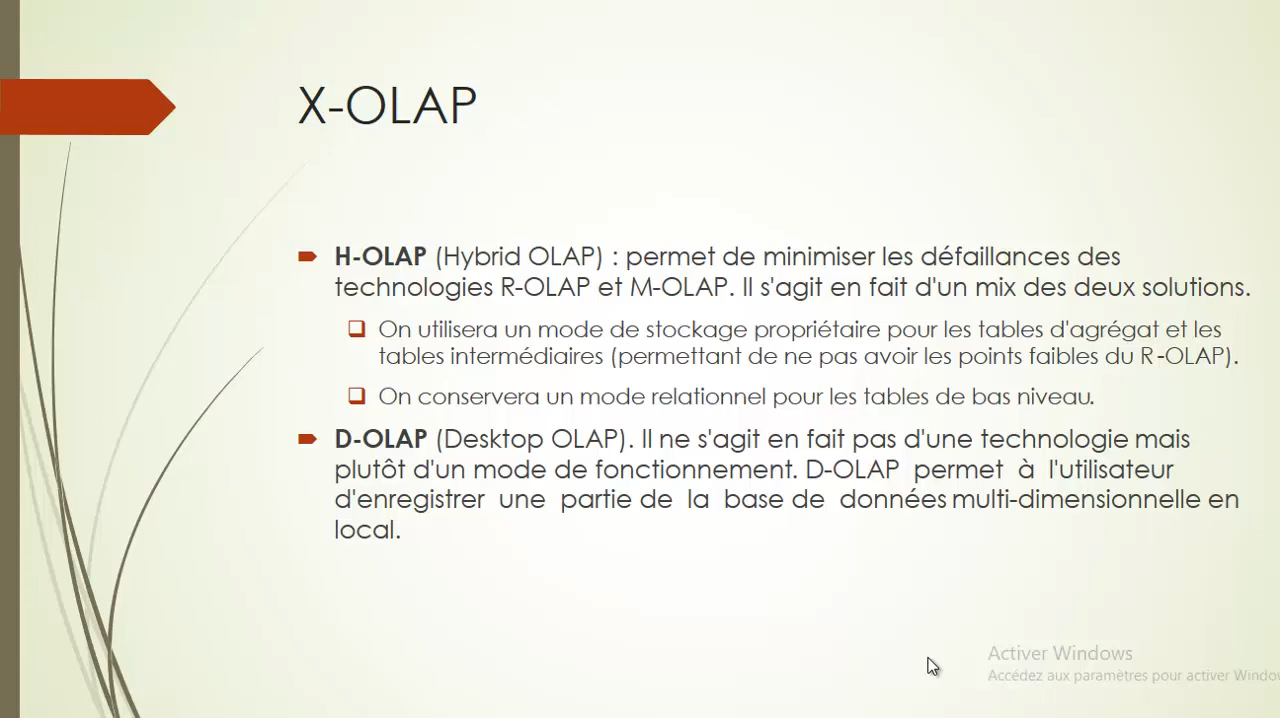 X-OLAP
H-OLAP (Hybrid OLAP) : permet de minimiser les défaillances des
technologies R-OLAP et M-OLAP. Il s'agit en fait d'un mix des deux solutions.
On utilisera un mode de stockage propriétaire pour les tables d'agrégat et les
tables intermédiaires (permettant de ne pas avoir les points faibles du R-OLAP).
On conservera un mode relationnel pour les tables de bas niveau.
D-OLAP (Desktop OLAP). Il ne s'agit en fait pas d'une technologie mais
plutôt d'un mode de fonctionnement. D-OLAP permet à l'utilisateur
d'enregistrer une partie de la base de données multi-dimensionnelle en
local.
Activer Windows
Accédez aux paramètres pour activer Window